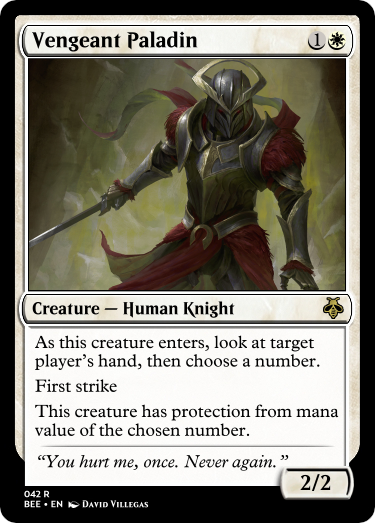 Vengeant Paladin 1
Creature — Human Knight
As this creature enters, look at target
player's hand, then choose a number.
First strike
This creature has protection from mana
value of the chosen number.
“You hurt me, once. Never again.”
2/2
042 R
BEE • EN DAVID VILLEGAS